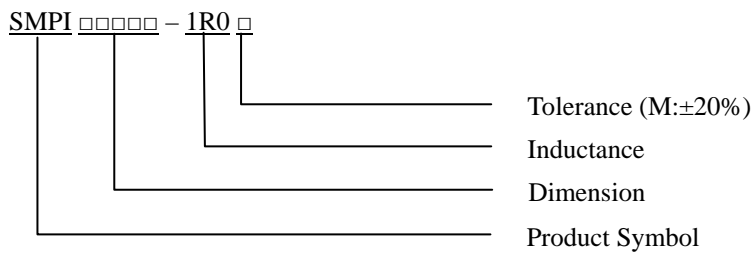 SMPI □□□□□ – 1R0 □
Tolerance (M:±20%)
Inductance
Dimension
Product Symbol